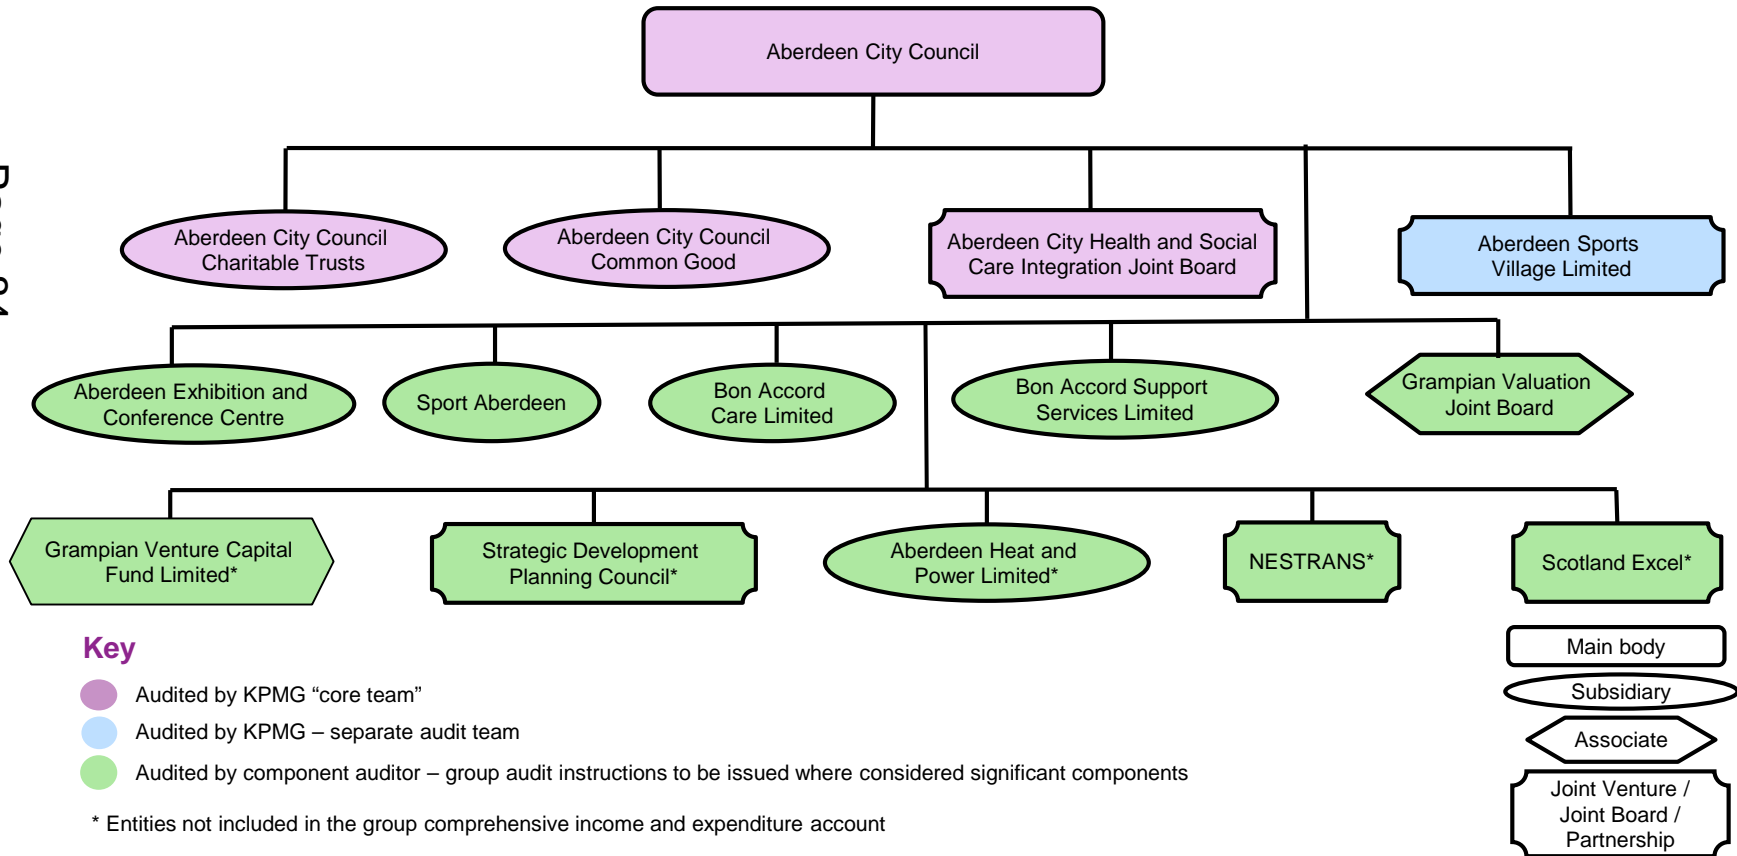 Aberdeen City Council
Aberdeen City Council
Charitable Trusts
Aberdeen City Council
Common Good
Aberdeen City Health and Social
Care Integration Joint Board
Aberdeen Sports
Village Limited
Aberdeen Exhibition and
Conference Centre
Sport Aberdeen
Bon Accord
Care Limited
Bon Accord Support
Services Limited
Grampian Valuation
Joint Board
Grampian Venture Capital
Fund Limited*
Strategic Development
Planning Council*
Aberdeen Heat and
Power Limited*
NESTRANS*
Scotland Excel*
Key
Audited by KPMG “core team”
Audited by KPMG – separate audit team
Audited by component auditor – group audit instructions to be issued where considered significant components
* Entities not included in the group comprehensive income and expenditure account
Main body
Subsidiary
Associate
Joint Venture /
Joint Board /
Partnership